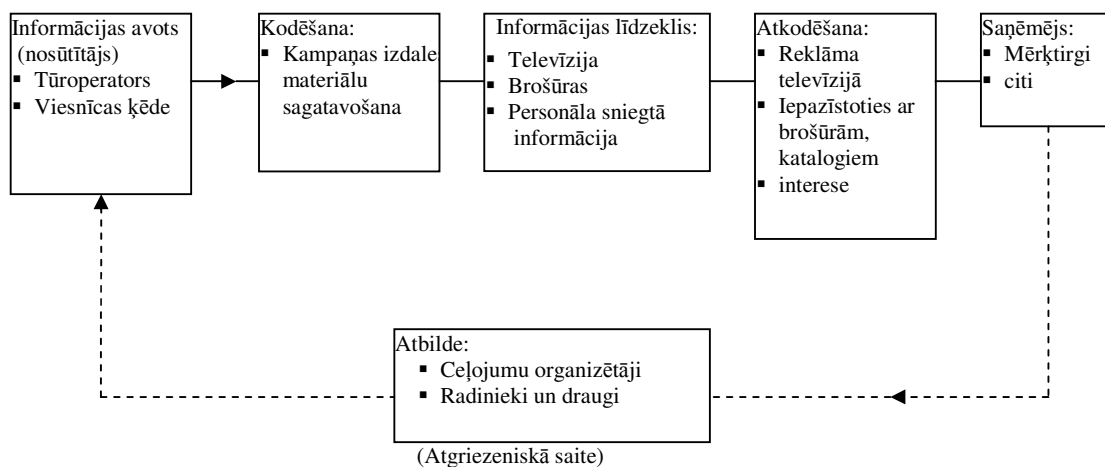 Informācijas avots
(nosūtītājs)
▪ Tūroperators
▪ Viesnīcas ķēde
Kodēšana:
▪ Kampaņas izdales
materiālu
sagatavošana
Informācijas līdzeklis:
▪ Televīzija
▪ Brošūras
▪ Personāla sniegtā
informācija
Atkodēšana:
▪ Reklāma
televīzijā
▪ Iepazīstoties ar
brošūrām,
katalogiem
▪ interese
Saņēmējs:
▪ Mērķtirgi
▪ citi
Atbilde:
▪ Ceļojumu organizētāji
▪ Radinieki un draugi
(Atgriezeniskā saite)